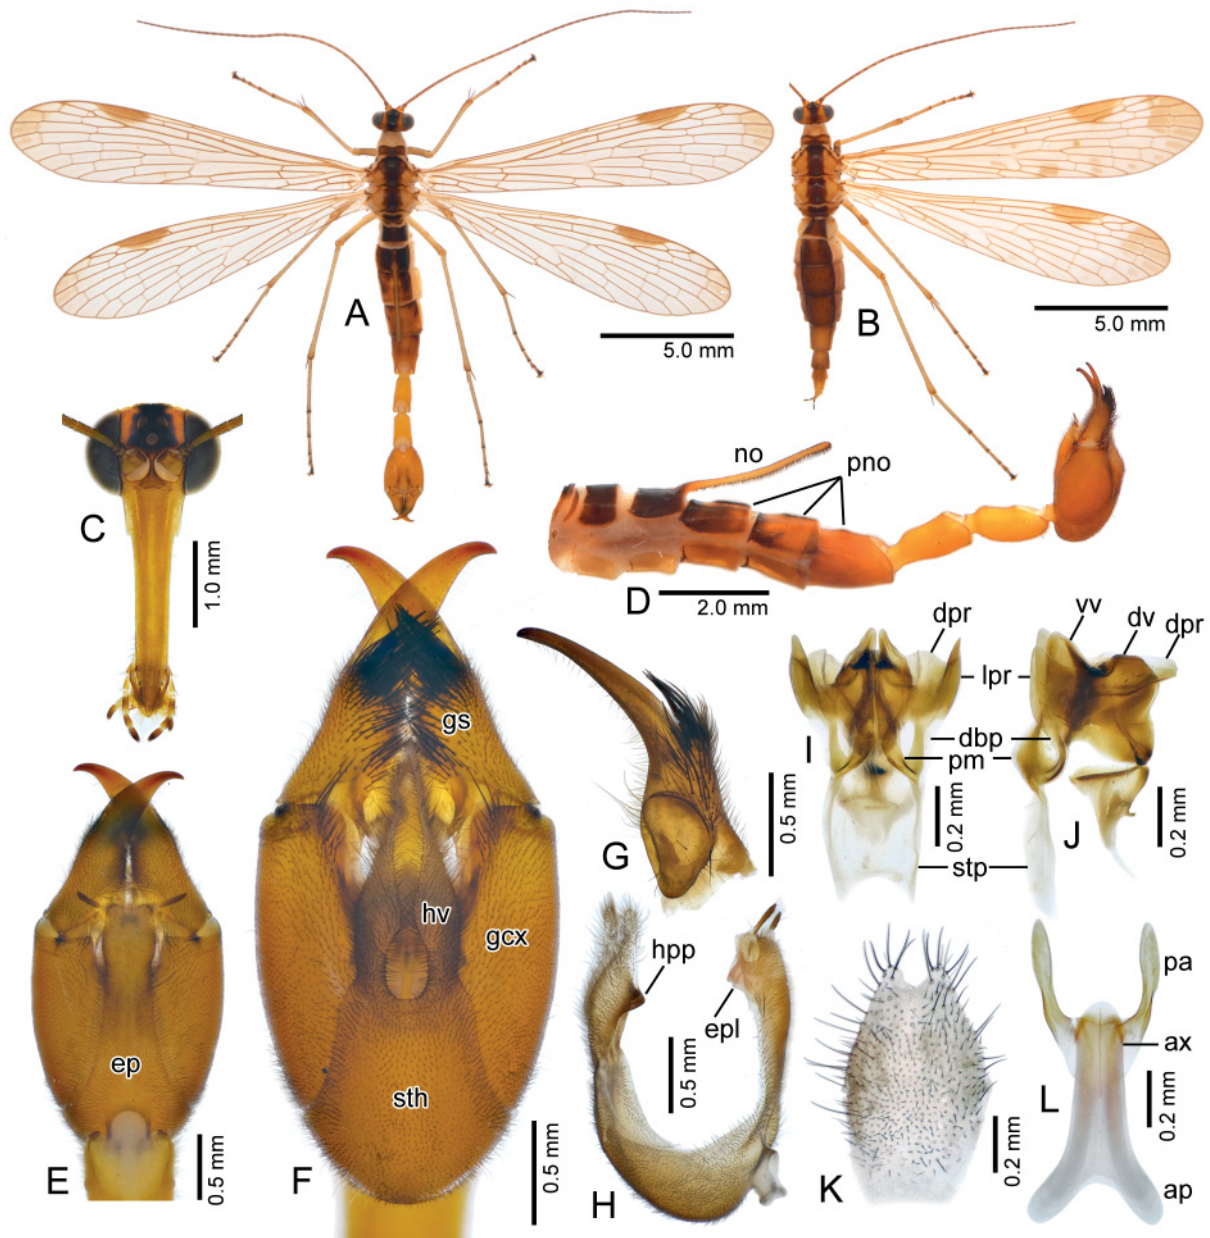 A
5.0 mm
B
5.0 mm
C
1.0 mm
no
pno
D
2.0 mm
E
ep
0.5 mm
F
gs
hv
gcx
sth
0.5 mm
G
0.5 mm
H
hpp
epl
0.5 mm
I
dpr
lpr
dbp
pm
0.2 mm
stp
vv
dv
dpr
J
0.2 mm
K
0.2 mm
L
pa
ax
0.2 mm
ap